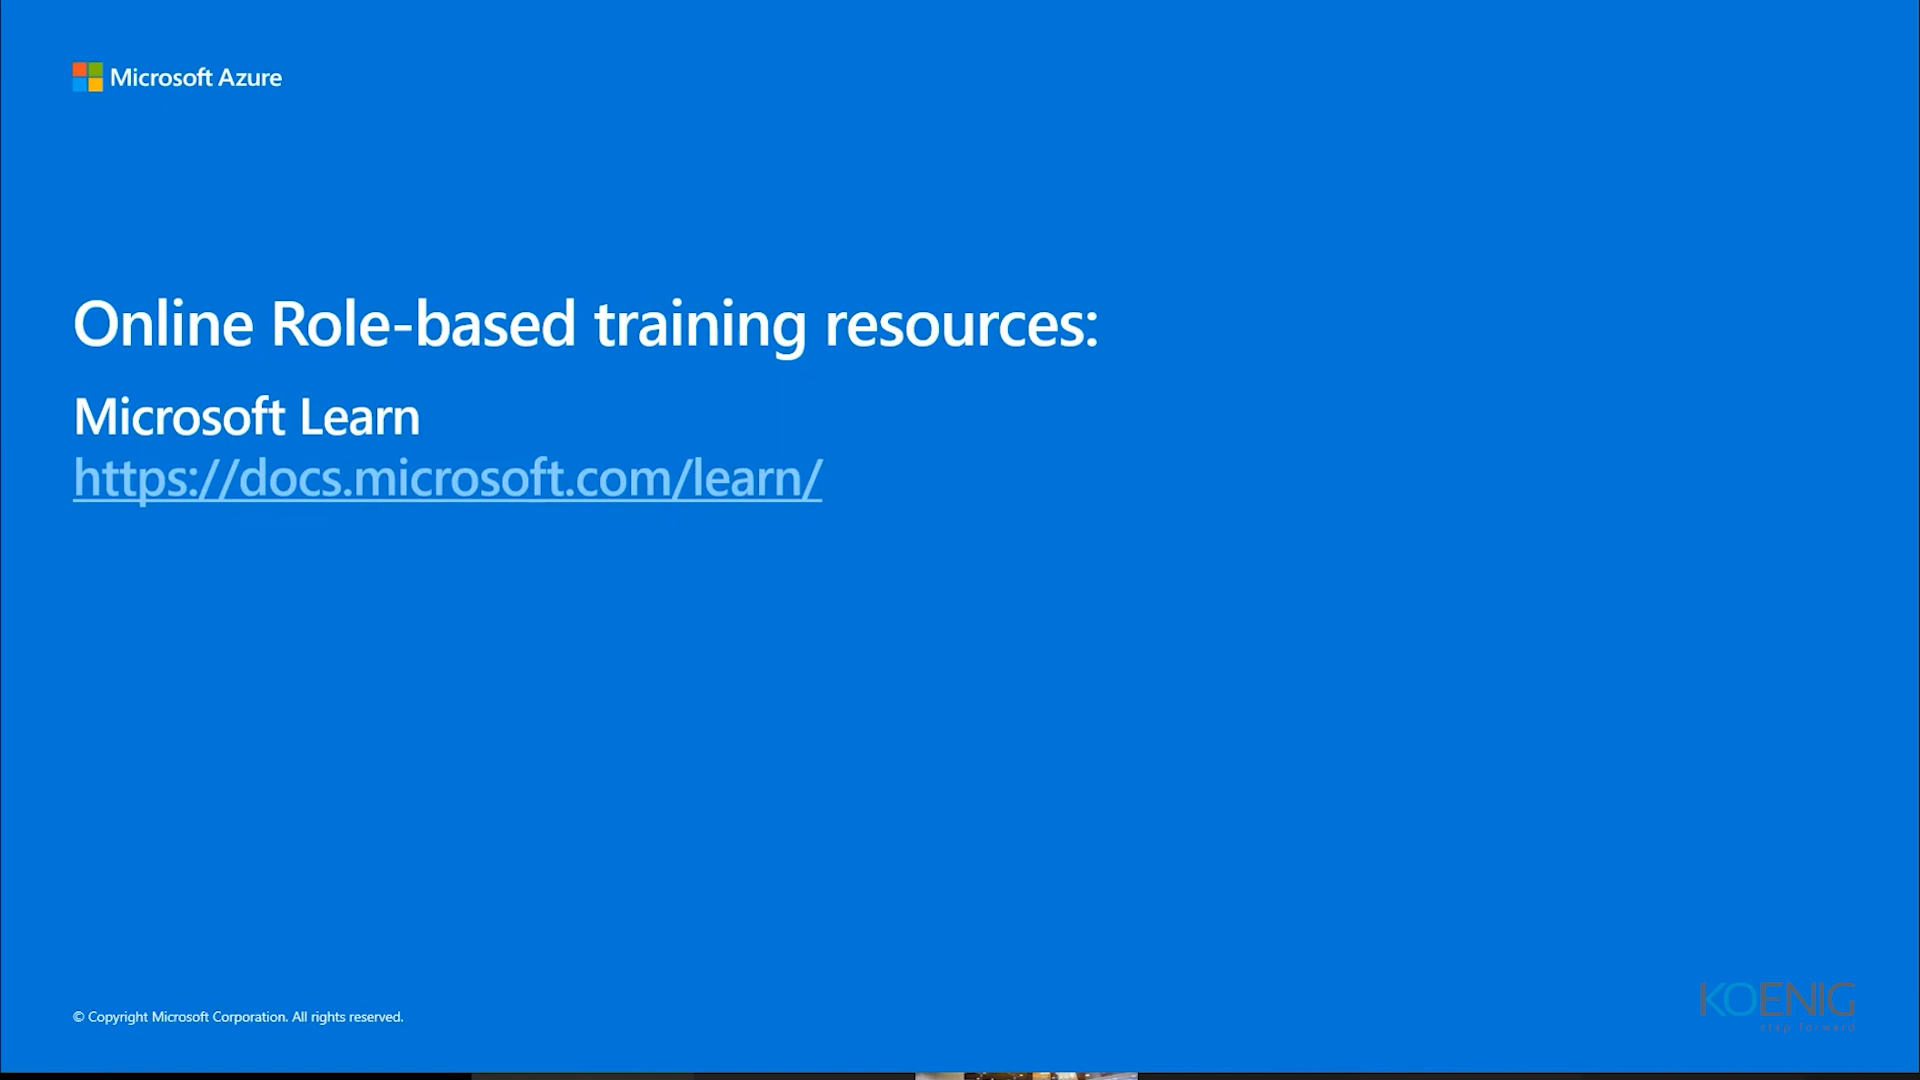 Microsoft Azure
Online Role-based training resources:
Microsoft Learn
https://docs.microsoft.com/learn/
© Copyright Microsoft Corporation. All rights reserved.
KOENIG
step forward